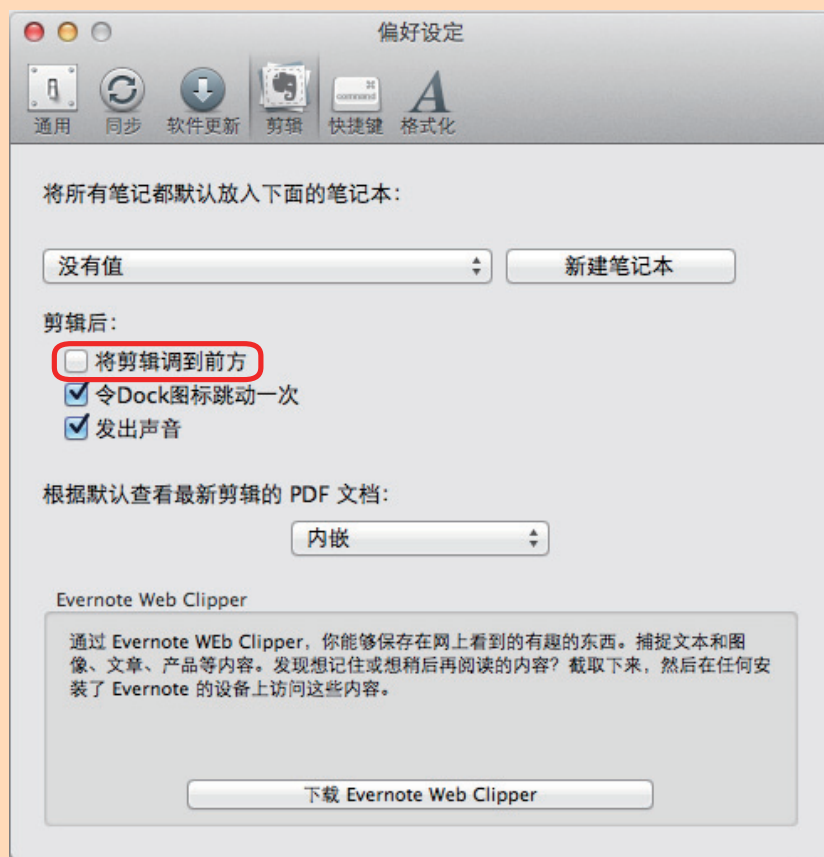 偏好设定
通用 同步 软件更新 剪辑 command 快捷键 A 格式化
将所有笔记都默认放入下面的笔记本：
没有值 新建笔记本
剪辑后：
将剪辑调到前方
令Dock图标跳动一次
发出声音
根据默认查看最新剪辑的 PDF 文档：
内嵌
Evernote Web Clipper
通过 Evernote WEb Clipper，你能够保存在网上看到的有趣的东西。捕捉文本和图
像、文章、产品等内容。发现想记住或想稍后再阅读的内容？截取下来，然后在任何安
装了 Evernote 的设备上访问这些内容。
下载 Evernote Web Clipper